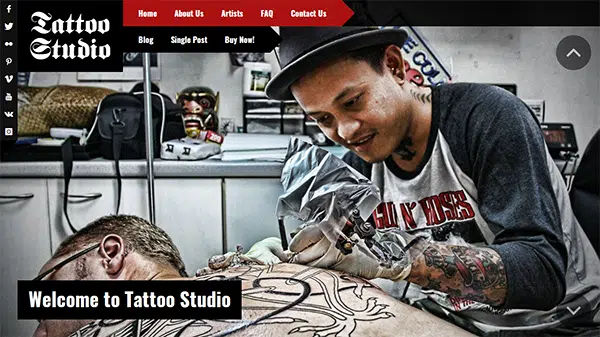 Tattoo
Studio
Home About Us Artists FAQ Contact Us
Blog Single Post Buy Now!
Welcome to Tattoo Studio
N' ROSES